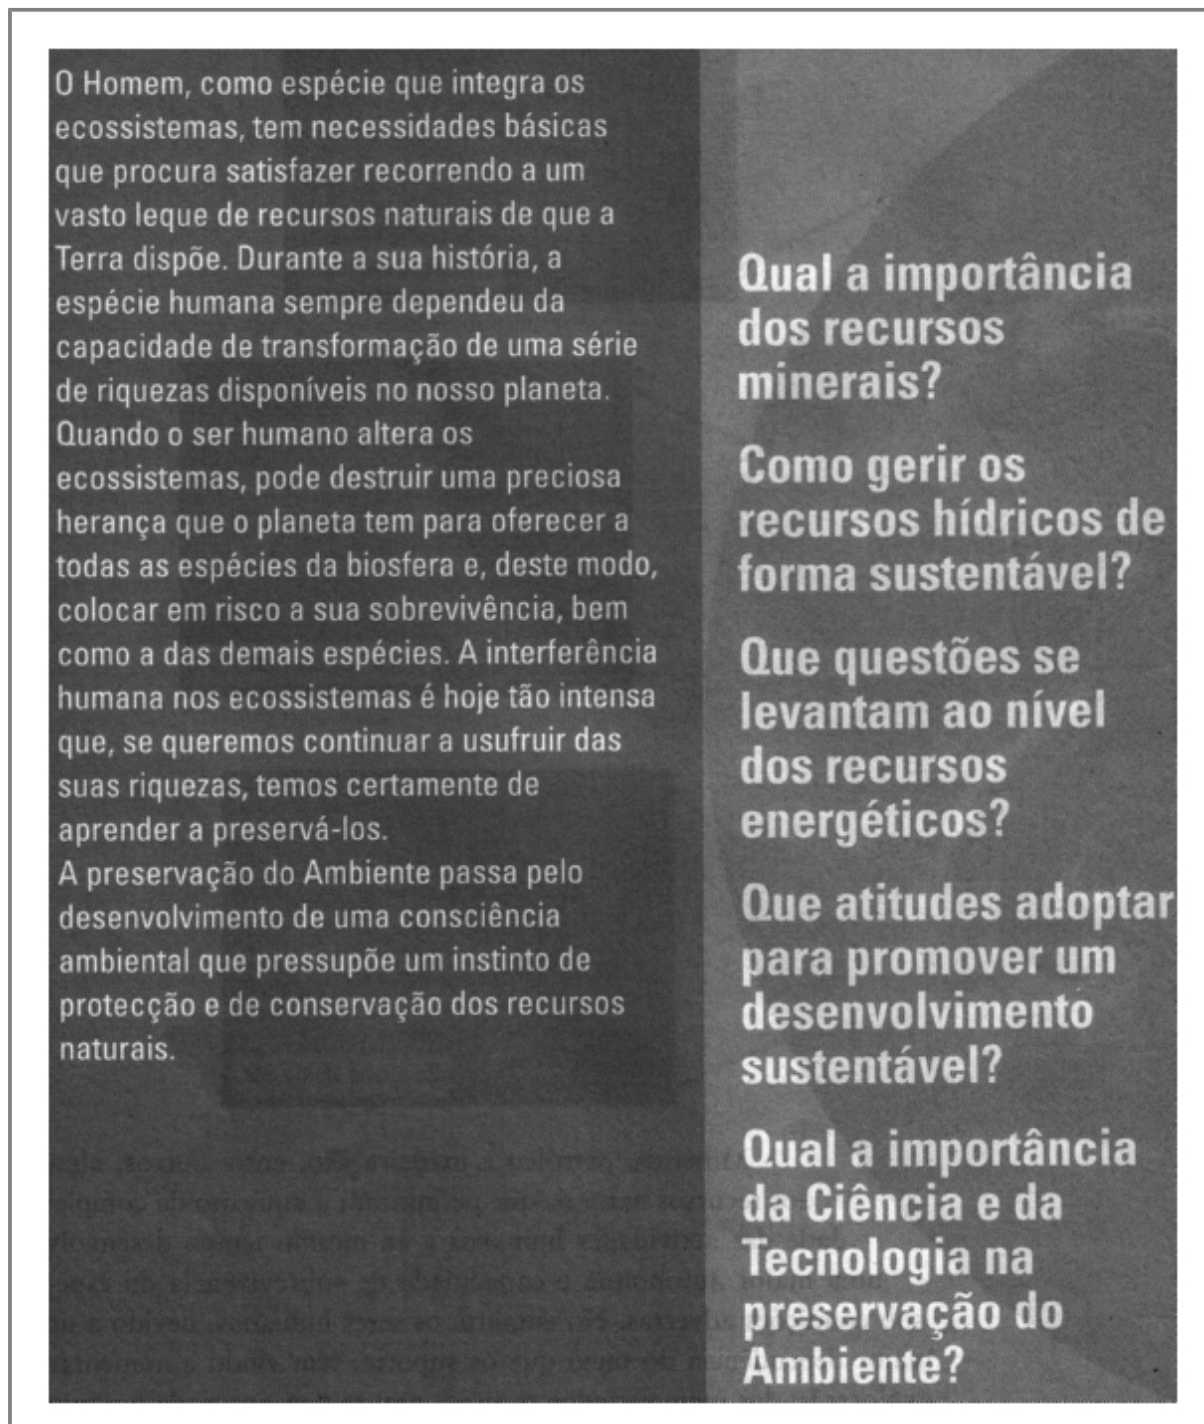 O Homem, como espécie que integra os
ecossistemas, tem necessidades básicas
que procura satisfazer recorrendo a um
vasto leque de recursos naturais de que a
Terra dispõe. Durante a sua história, a
espécie humana sempre dependeu da
capacidade de transformação de uma série
de riquezas disponíveis no nosso planeta.
Quando o ser humano altera os
ecossistemas, pode destruir uma preciosa
herança que o planeta tem para oferecer a
todas as espécies da biosfera e, deste modo,
colocar em risco a sua sobrevivência, bem
como a das demais espécies. A interferência
humana nos ecossistemas é hoje tão intensa
que, se queremos continuar a usufruir das
suas riquezas, temos certamente de
aprender a preservá-los.
A preservação do Ambiente passa pelo
desenvolvimento de uma consciência
ambiental que pressupõe um instinto de
protecção e de conservação dos recursos
naturais.
Qual a importância
dos recursos
minerais?
Como gerir os
recursos hídricos de
forma sustentável?
Que questões se
levantam ao nível
dos recursos
energéticos?
Que atitudes adoptar
para promover um
desenvolvimento
sustentável?
Qual a importância
da Ciência e da
Tecnologia na
preservação do
Ambiente?